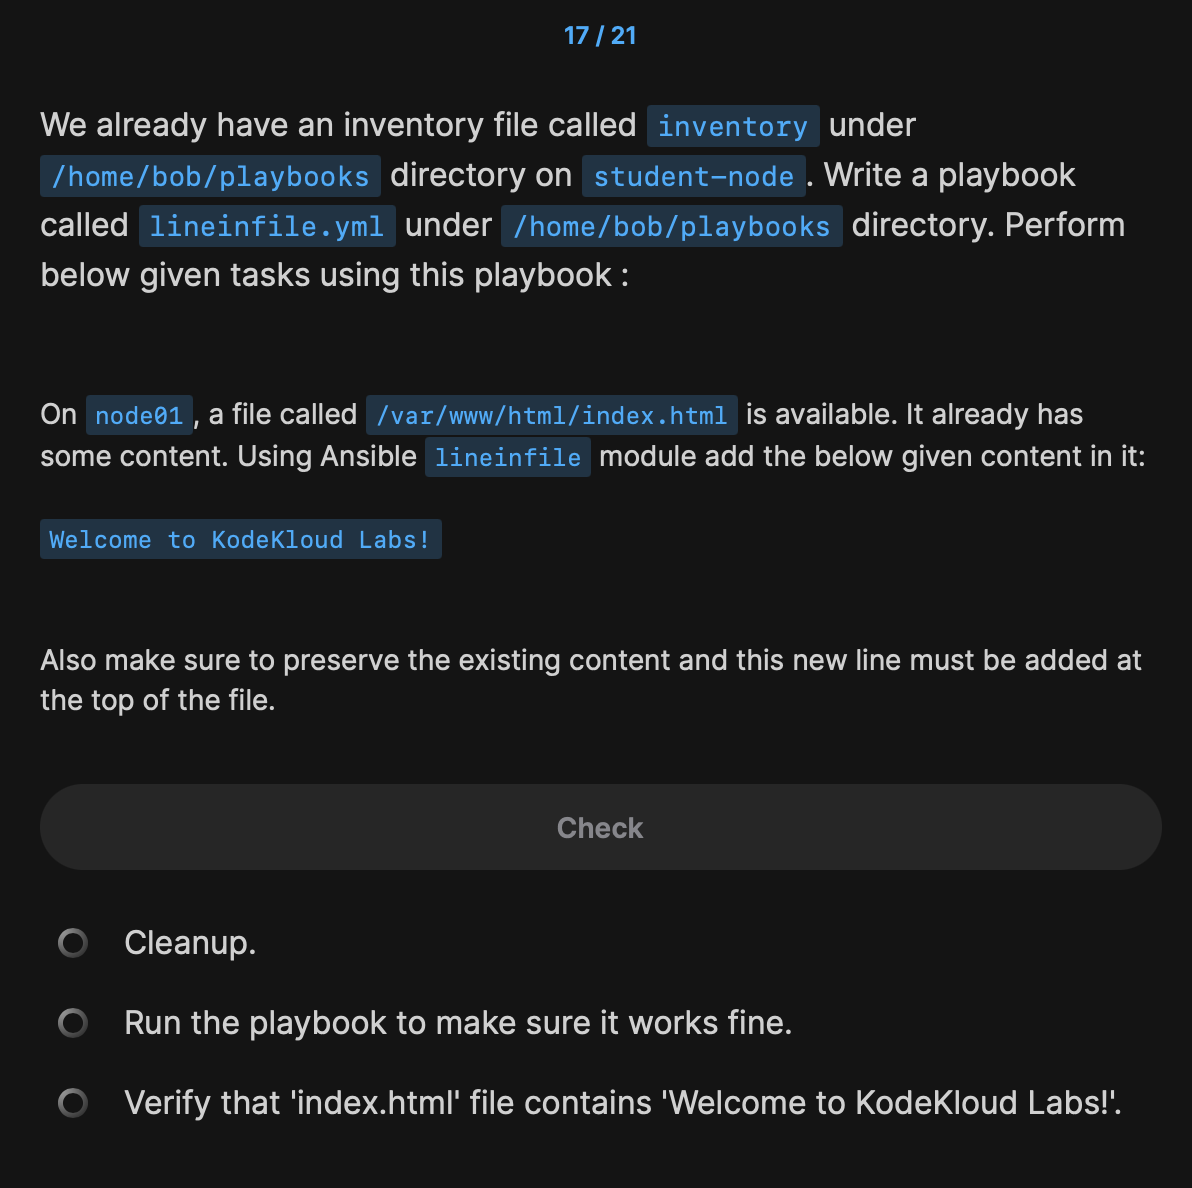 17 / 21
We already have an inventory file called inventory under
/home/bob/playbooks directory on student-node. Write a playbook
called lineinfile.yml under /home/bob/playbooks directory. Perform
below given tasks using this playbook :
On node01, a file called /var/www/html/index.html is available. It already has
some content. Using Ansible lineinfile module add the below given content in it:
Welcome to KodeKloud Labs!
Also make sure to preserve the existing content and this new line must be added at
the top of the file.
Check
Cleanup.
Run the playbook to make sure it works fine.
Verify that 'index.html' file contains 'Welcome to KodeKloud Labs!'.